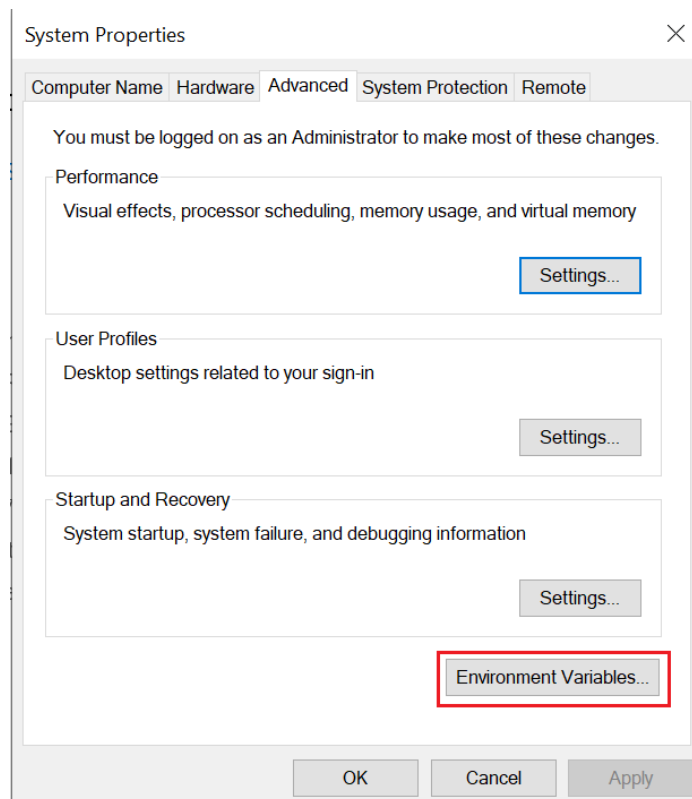 System Properties
Computer Name Hardware Advanced System Protection Remote
You must be logged on as an Administrator to make most of these changes.
Performance
Visual effects, processor scheduling, memory usage, and virtual memory
Settings...
User Profiles
Desktop settings related to your sign-in
Settings...
Startup and Recovery
System startup, system failure, and debugging information
Settings...
Environment Variables...
OK Cancel Apply